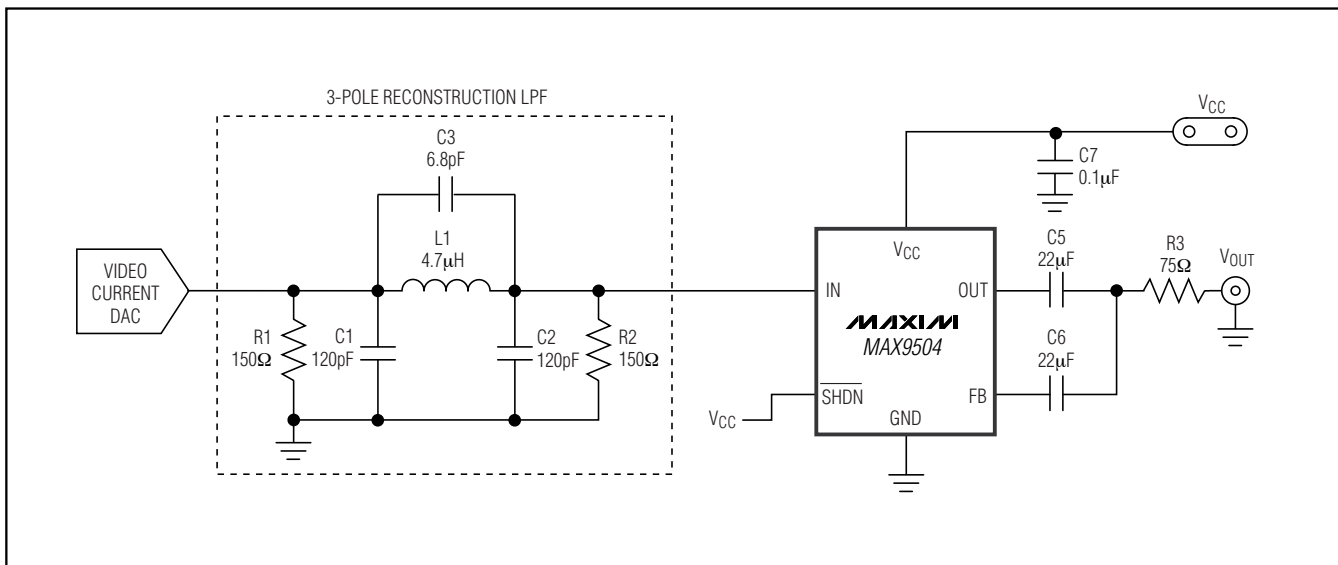 3-POLE RECONSTRUCTION LPF
C3
6.8pF
L1
4.7μH
VIDEO
CURRENT
DAC
R1
150Ω
C1
120pF
C2
120pF
R2
150Ω
VCC
C7
0.1μF
VCC
IN
OUT
MAXIM
MAX9504
SHDN
FB
GND
VCC
C5
22μF
C6
22μF
R3
75Ω
VOUT